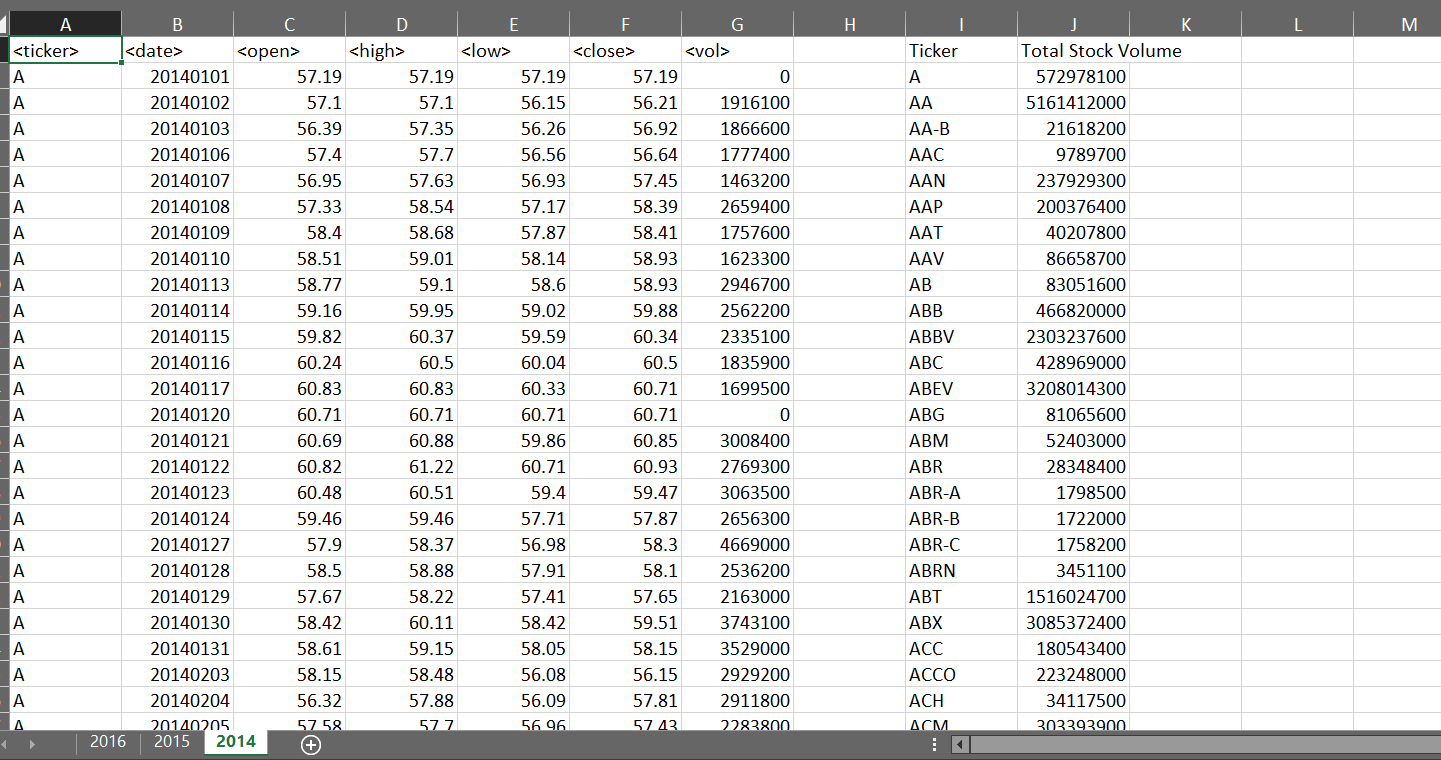 A B C D E F G H I J K L M
<ticker> <date> <open> <high> <low> <close> <vol> Ticker Total Stock Volume
A 20140101 57.19 57.19 57.19 57.19 0 A 572978100
A 20140102 57.1 57.1 56.15 56.21 1916100 AA 5161412000
A 20140103 56.39 57.35 56.26 56.92 1866600 AA-B 21618200
A 20140106 57.4 57.7 56.56 56.64 1777400 AAC 9789700
A 20140107 56.95 57.63 56.93 57.45 1463200 AAN 237929300
A 20140108 57.33 58.54 57.17 58.39 2659400 AAP 200376400
A 20140109 58.4 58.68 57.87 58.41 1757600 AAT 40207800
A 20140110 58.51 59.01 58.14 58.93 1623300 AAV 86658700
A 20140113 58.77 59.1 58.6 58.93 2946700 AB 83051600
A 20140114 59.16 59.95 59.02 59.88 2562200 ABB 466820000
A 20140115 59.82 60.37 59.59 60.34 2335100 ABBV 2303237600
A 20140116 60.24 60.5 60.04 60.5 1835900 ABC 428969000
A 20140117 60.83 60.83 60.33 60.71 1699500 ABEV 3208014300
A 20140120 60.71 60.71 60.71 60.71 0 ABG 81065600
A 20140121 60.69 60.88 59.86 60.85 3008400 ABM 52403000
A 20140122 60.82 61.22 60.71 60.93 2769300 ABR 28348400
A 20140123 60.48 60.51 59.4 59.47 3063500 ABR-A 1798500
A 20140124 59.46 59.46 57.71 57.87 2656300 ABR-B 1722000
A 20140127 57.9 58.37 56.98 58.3 4669000 ABR-C 1758200
A 20140128 58.5 58.88 57.91 58.1 2536200 ABRN 3451100
A 20140129 57.67 58.22 57.41 57.65 2163000 ABT 1516024700
A 20140130 58.42 60.11 58.42 59.51 3743100 ABX 3085372400
A 20140131 58.61 59.15 58.05 58.15 3529000 ACC 180543400
A 20140203 58.15 58.48 56.08 56.15 2929200 ACCO 223248000
A 20140204 56.32 57.88 56.09 57.81 2911800 ACH 34117500
A 20140205 57.58 57.7 56.96 57.43 2283800 ACM 303393900
2016 2015 2014